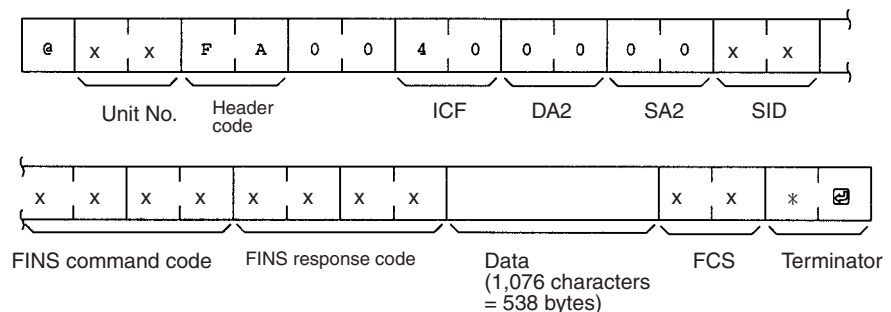 @ x x F A 0 0 4 0 0 0 0 0 x x
Unit No. Header code ICF DA2 SA2 SID
x x x x x x x x x x * ↵
FINS command code FINS response code Data (1,076 characters = 538 bytes) FCS Terminator